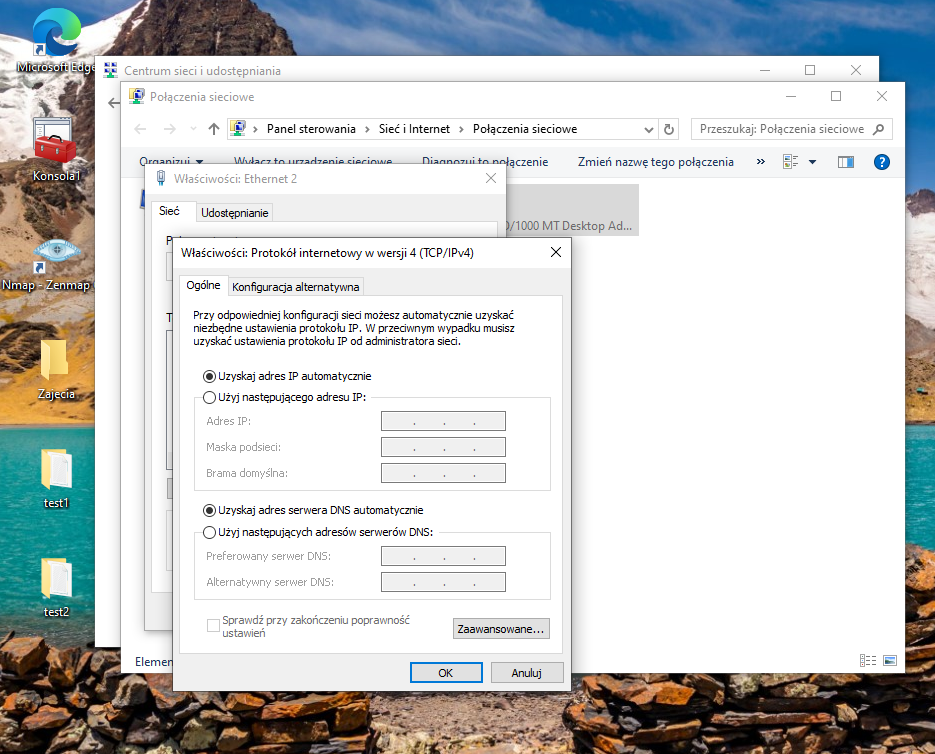 Microsoft Edge
Konsola1
Nmap - Zenmap
Zajecia
test1
test2
Centrum sieci i udostępniania
Połączenia sieciowe
Panel sterowania
Sieć i Internet
Połączenia sieciowe
Przeszukaj: Połączenia sieciowe
Organizuj
Wyłącz to urządzenie sieciowe
Diagnozuj to połączenie
Zmień nazwę tego połączenia
»
?
0/1000 MT Desktop Ad...
Właściwości: Ethernet 2
Sieć
Udostępnianie
Właściwości: Protokół internetowy w wersji 4 (TCP/IPv4)
Ogólne
Konfiguracja alternatywna
Przy odpowiedniej konfiguracji sieci możesz automatycznie uzyskać
niezbędne ustawienia protokołu IP. W przeciwnym wypadku musisz
uzyskać ustawienia protokołu IP od administratora sieci.
Uzyskaj adres IP automatycznie
Użyj następującego adresu IP:
Adres IP:
Maska podsieci:
Brama domyślna:
Uzyskaj adres serwera DNS automatycznie
Użyj następujących adresów serwerów DNS:
Preferowany serwer DNS:
Alternatywny serwer DNS:
Sprawdź przy zakończeniu poprawność
ustawień
Zaawansowane...
OK
Anuluj